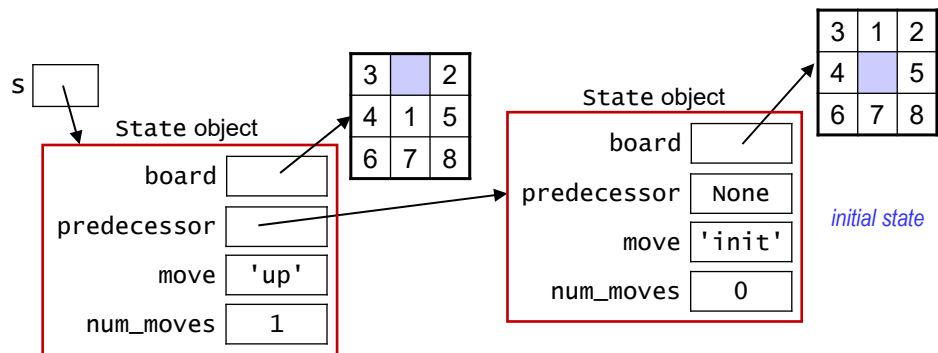 s
State object
board
predecessor
move 'up'
num_moves 1
3 2
4 1 5
6 7 8
State object
board
predecessor None
move 'init'
num_moves 0
3 1 2
4 5
6 7 8
initial state